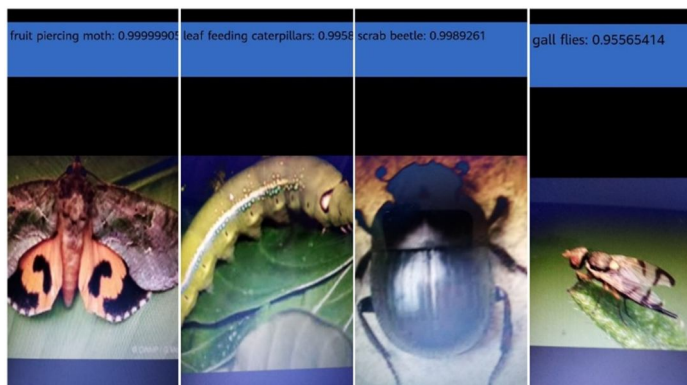 fruit piercing moth: 0.99999905
leaf feeding caterpillars: 0.9958
scrab beetle: 0.9989261
gall flies: 0.95565414